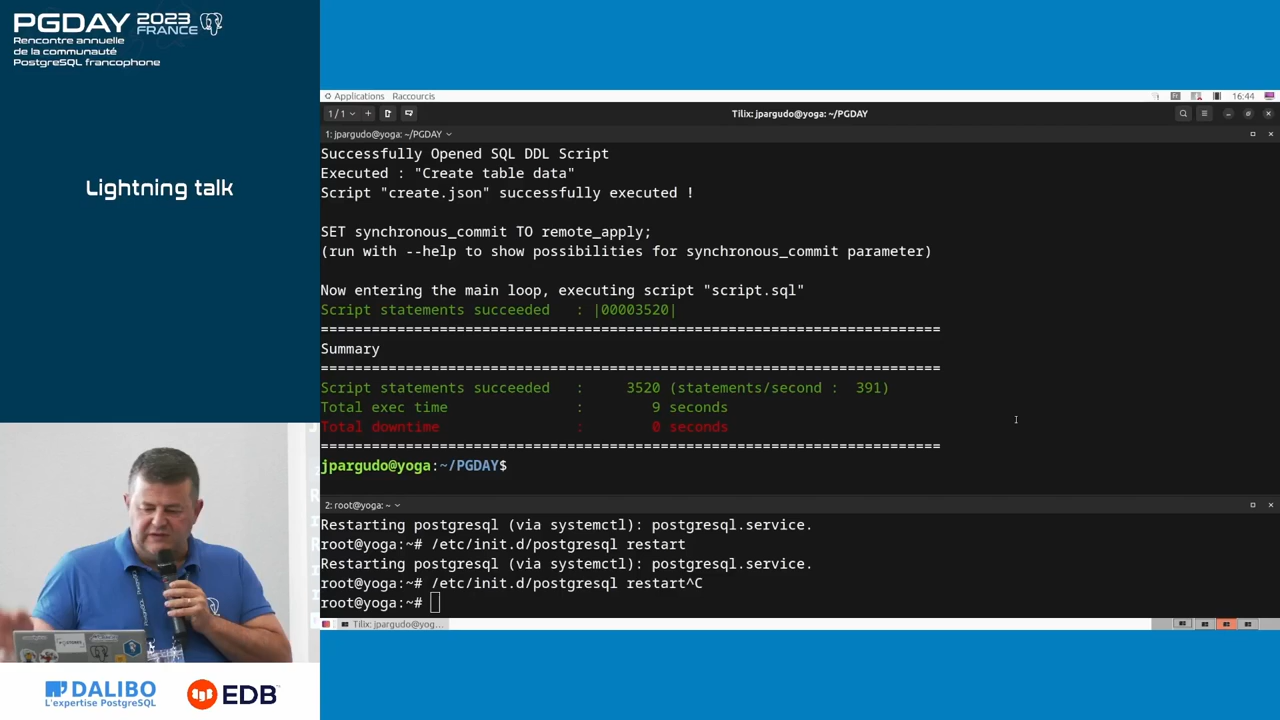 PGDAY 2023 FRANCE
Rencontre annuelle
de la communauté
PostgreSQL francophone
Lightning talk
Applications Raccourcis
16:44
1 / 1
Tilix: jpargudo@yoga: ~/PGDAY
1: jpargudo@yoga: ~/PGDAY
Successfully Opened SQL DDL Script
Executed : "Create table data"
Script "create.json" successfully executed !
SET synchronous_commit TO remote_apply;
(run with --help to show possibilities for synchronous_commit parameter)
Now entering the main loop, executing script "script.sql"
Script statements succeeded : |00003520|
======================================================================
Summary
======================================================================
Script statements succeeded : 3520 (statements/second : 391)
Total exec time : 9 seconds
Total downtime : 0 seconds
======================================================================
jpargudo@yoga:~/PGDAY$
2: root@yoga: ~
Restarting postgresql (via systemctl): postgresql.service.
root@yoga:~# /etc/init.d/postgresql restart
Restarting postgresql (via systemctl): postgresql.service.
root@yoga:~# /etc/init.d/postgresql restart^C
root@yoga:~#
Tilix: jpargudo@yog...
DALIBO
L'expertise PostgreSQL
EDB